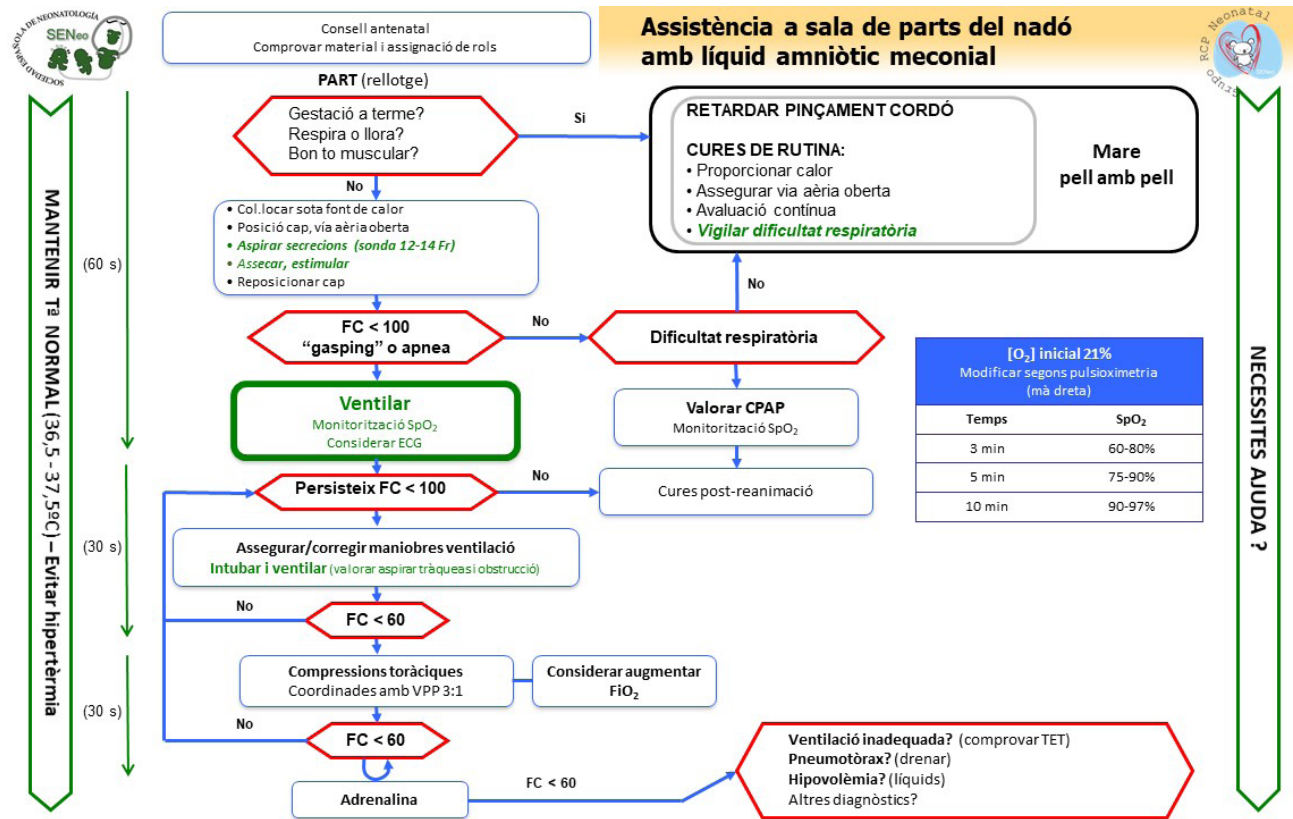 SOCIEDAD ESPAÑOLA DE NEONATOLOGÍA
SENeo
Consell antenatal
Comprovar material i assignació de rols
Assistència a sala de parts del nadó
amb líquid amniòtic meconial
Grupo RCP Neonatal
SENeo
PART (rellotge)
Gestació a terme?
Respira o llora?
Bon to muscular?
Si
RETARDAR PINÇAMENT CORDÓ
CURES DE RUTINA:
• Proporcionar calor
• Assegurar via aèria oberta
• Avaluació contínua
• Vigilar dificultat respiratòria
Mare
pell amb pell
No
• Col.locar sota font de calor
• Posició cap, vía aèria oberta
• Aspirar secrecions (sonda 12-14 Fr)
• Assecar, estimular
• Reposicionar cap
(60 s)
No
FC < 100
“gasping” o apnea
No
Dificultat respiratòria
[O₂] inicial 21%
Modificar segons pulsioximetria
(mà dreta)
Temps SpO₂
3 min 60-80%
5 min 75-90%
10 min 90-97%
Ventilar
Monitorització SpO₂
Considerar ECG
Valorar CPAP
Monitorització SpO₂
Persisteix FC < 100
No
Cures post-reanimació
(30 s)
Assegurar/corregir maniobres ventilació
Intubar i ventilar (valorar aspirar tràquea si obstrucció)
No
FC < 60
Compressions toràciques
Coordinades amb VPP 3:1
Considerar augmentar
FiO₂
(30 s)
No
FC < 60
Adrenalina
FC < 60
Ventilació inadequada? (comprovar TET)
Pneumotòrax? (drenar)
Hipovolèmia? (líquids)
Altres diagnòstics?
MANTENIR Tª NORMAL (36,5 - 37,5ºC) – Evitar hipertèrmia
NECESSITES AJUDA ?